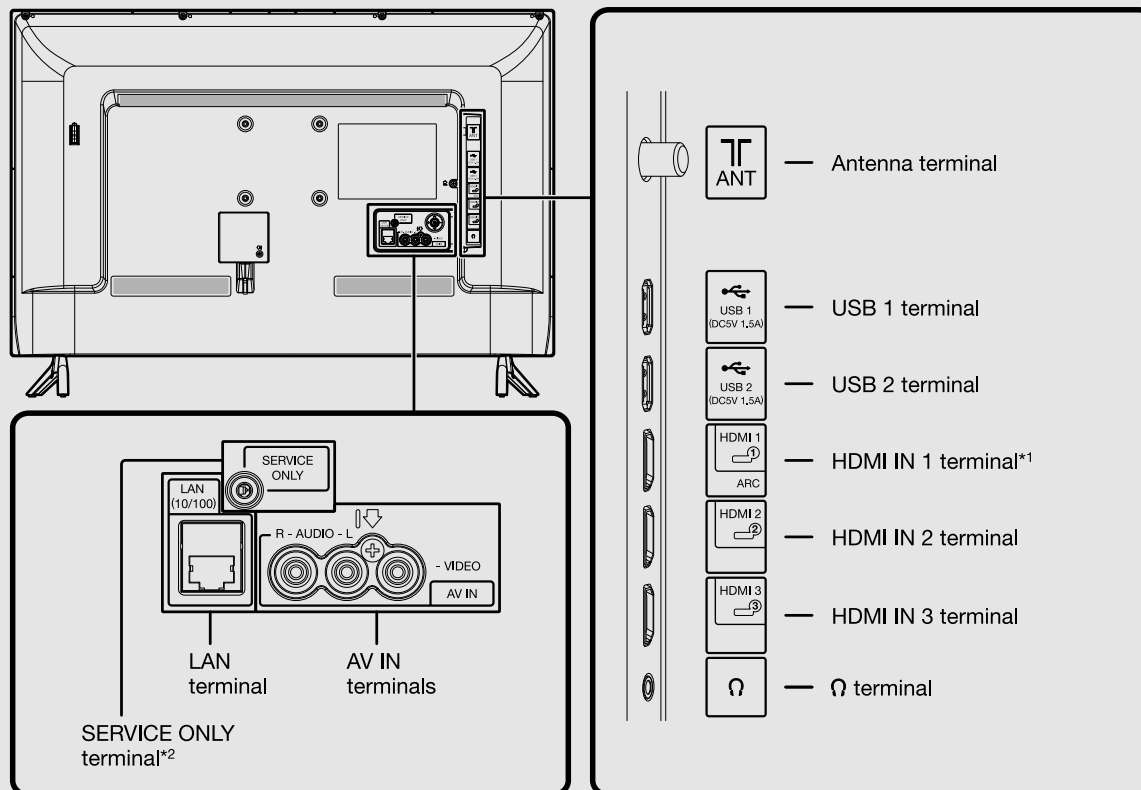 ANT
Antenna terminal
USB 1
(DC5V 1.5A)
USB 1 terminal
USB 2
(DC5V 1.5A)
USB 2 terminal
HDMI 1
1
ARC
HDMI IN 1 terminal*1
HDMI 2
2
HDMI IN 2 terminal
HDMI 3
3
HDMI IN 3 terminal
terminal
SERVICE
ONLY
LAN
(10/100)
R - AUDIO - L
- VIDEO
AV IN
LAN
terminal
AV IN
terminals
SERVICE ONLY
terminal*2